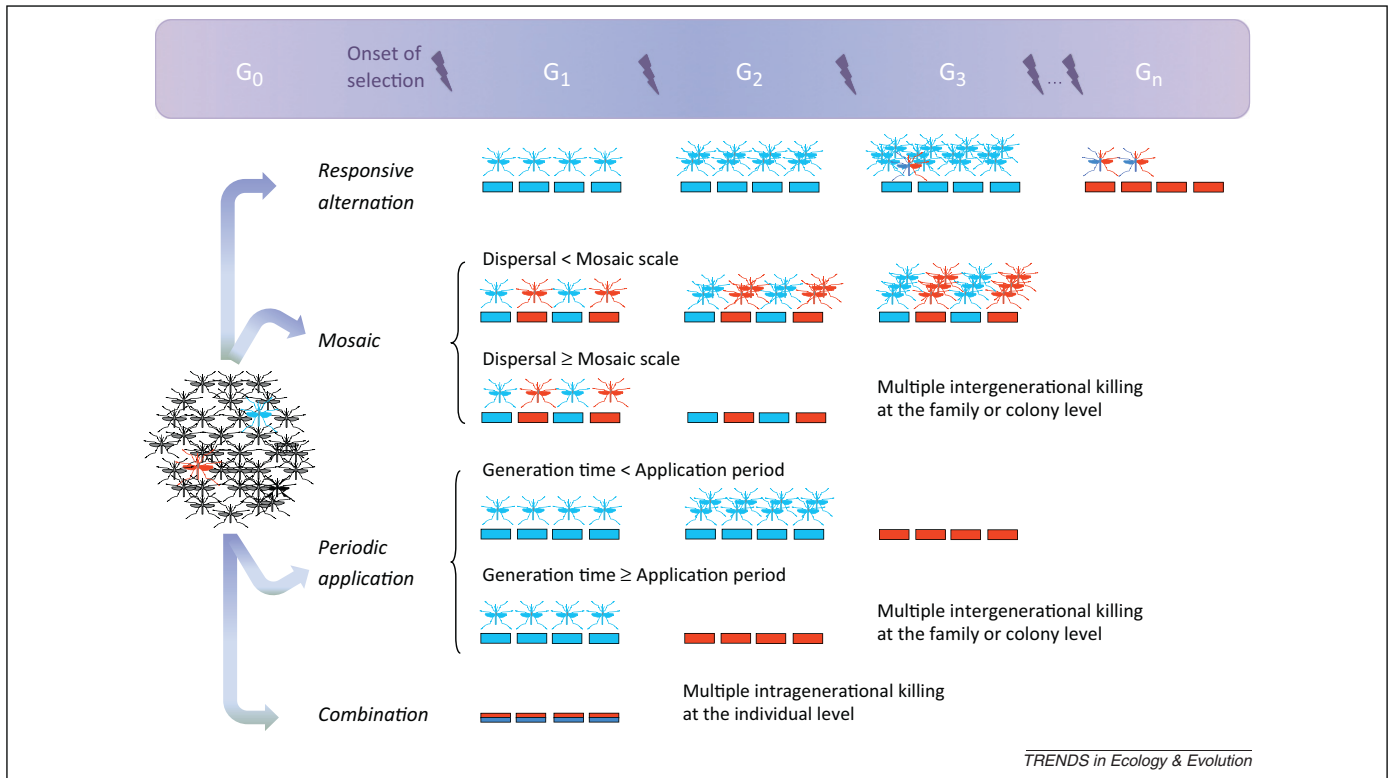 G0
Onset of
selection
G1
G2
G3
...
Gn
Responsive
alternation
Mosaic
Dispersal < Mosaic scale
Dispersal ≥ Mosaic scale
Multiple intergenerational killing
at the family or colony level
Periodic
application
Generation time < Application period
Generation time ≥ Application period
Multiple intergenerational killing
at the family or colony level
Combination
Multiple intragenerational killing
at the individual level
TRENDS in Ecology & Evolution